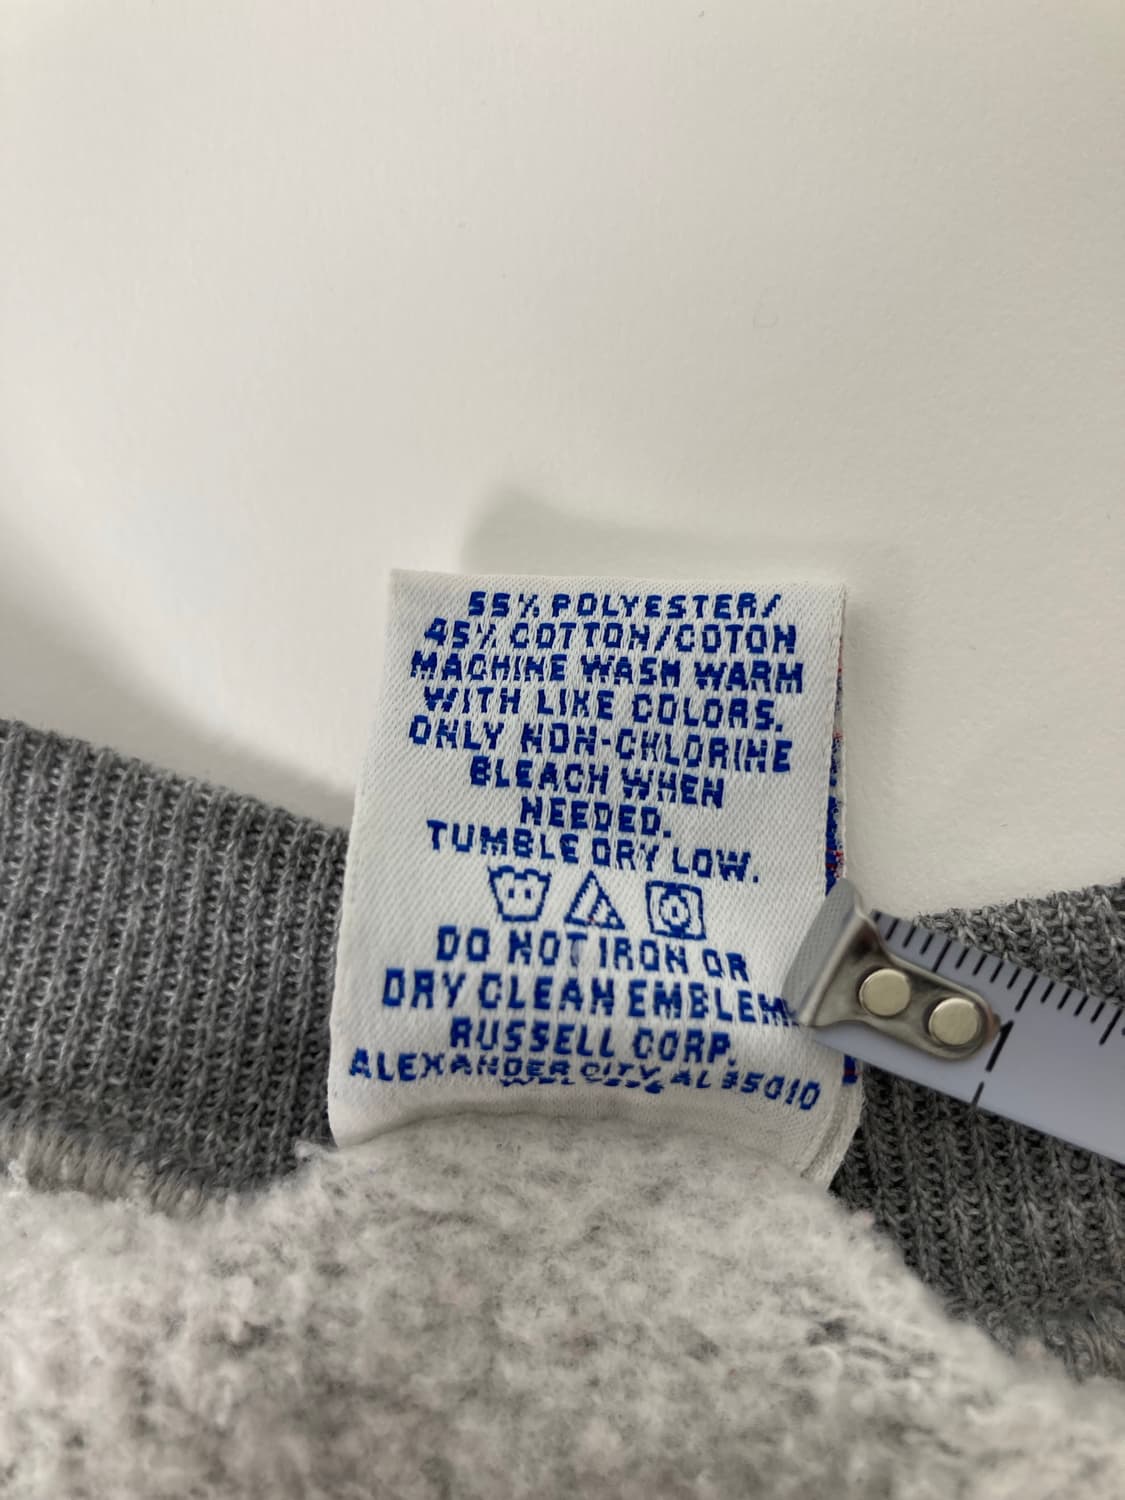 55% POLYESTER/
45% COTTON/COTON
MACHINE WASH WARM
WITH LIKE COLORS.
ONLY NON-CHLORINE
BLEACH WHEN
NEEDED.
TUMBLE DRY LOW.
DO NOT IRON OR
DRY CLEAN EMBLEM.
RUSSELL CORP.
ALEXANDER CITY, AL 35010